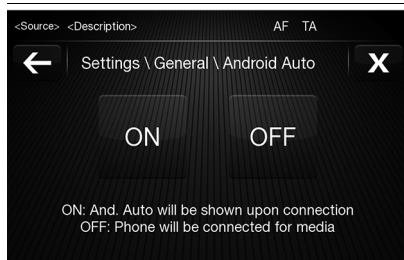 <Source> <Description> AF TA
Settings \ General \ Android Auto X
ON OFF
ON: And. Auto will be shown upon connection
OFF: Phone will be connected for media